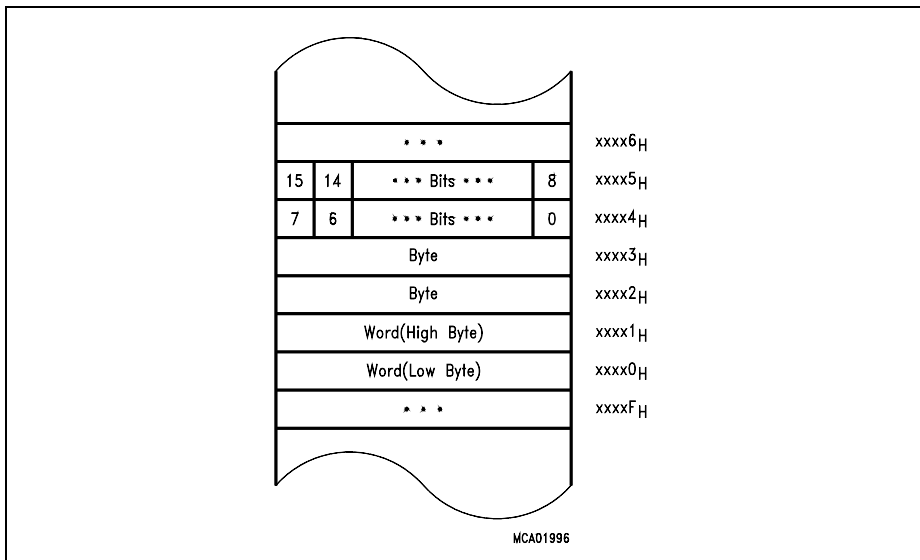 • • • xxxx6H
15 14 • • • Bits • • • 8 xxxx5H
7 6 • • • Bits • • • 0 xxxx4H
Byte xxxx3H
Byte xxxx2H
Word(High Byte) xxxx1H
Word(Low Byte) xxxx0H
• • • xxxxFH
MCA01996